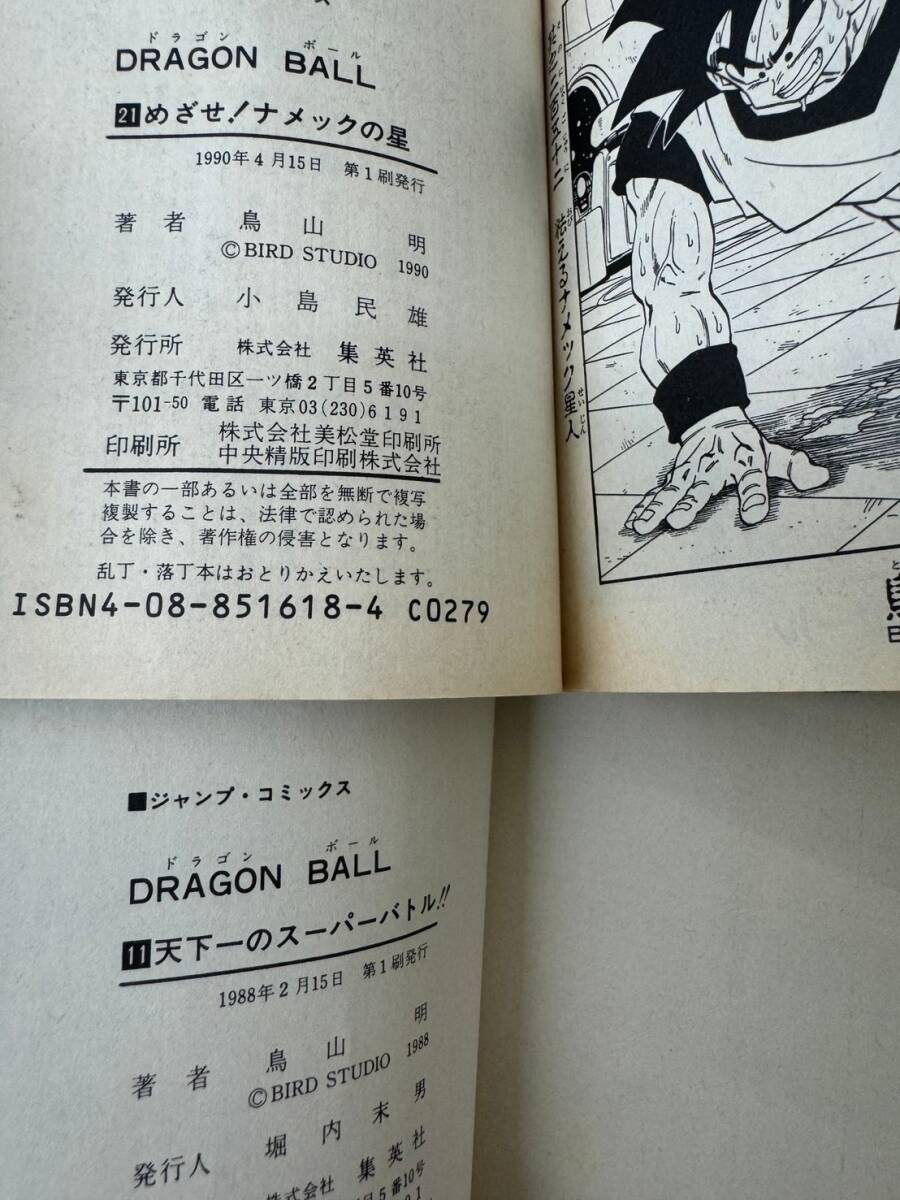 ス
ドラゴン ボール
DRAGON BALL
21 めざせ!ナメックの星
1990年4月15日 第1刷発行
著者 鳥山 明
©BIRD STUDIO 1990
発行人 小島民雄
発行所 株式会社 集英社
東京都千代田区一ツ橋2丁目5番10号
〒101-50 電話 東京03(230)6191
印刷所 株式会社美松堂印刷所
中央精版印刷株式会社
本書の一部あるいは全部を無断で複写
複製することは、法律で認められた場
合を除き、著作権の侵害となります。
乱丁・落丁本はおとりかえいたします。
ISBN4-08-851618-4 C0279
怯えるナメック星人
おび
せいじん
■ジャンプ・コミックス
ドラゴン ボール
DRAGON BALL
11 天下一のスーパーバトル!!
1988年2月15日 第1刷発行
著者 鳥山 明
©BIRD STUDIO 1988
発行人 堀内末男
集英社